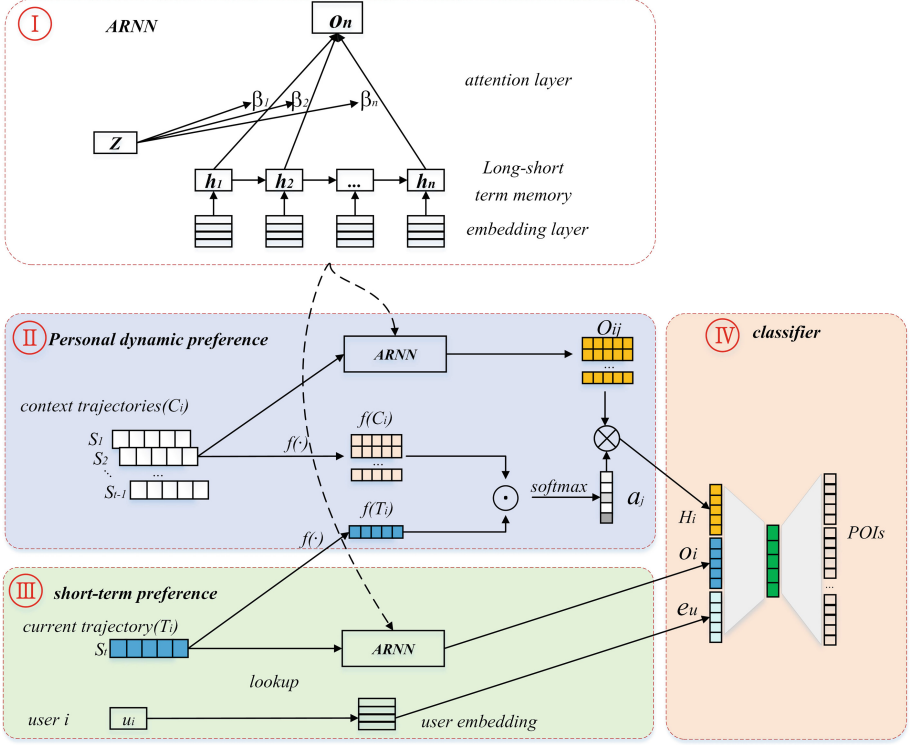 I
ARNN
On
attention layer
β1 β2 βn
Z
h1 h2 ... hn
Long-short
term memory
embedding layer
II
Personal dynamic preference
ARNN
Oij
...
context trajectories(Ci)
S1
S2
...
St-1
f(·)
f(Ci)
...
f(Ti)
f(·)
softmax
aj
III
short-term preference
current trajectory(Ti)
St
ARNN
lookup
user i
ui
user embedding
IV
classifier
Hi
oi
eu
POIs
...